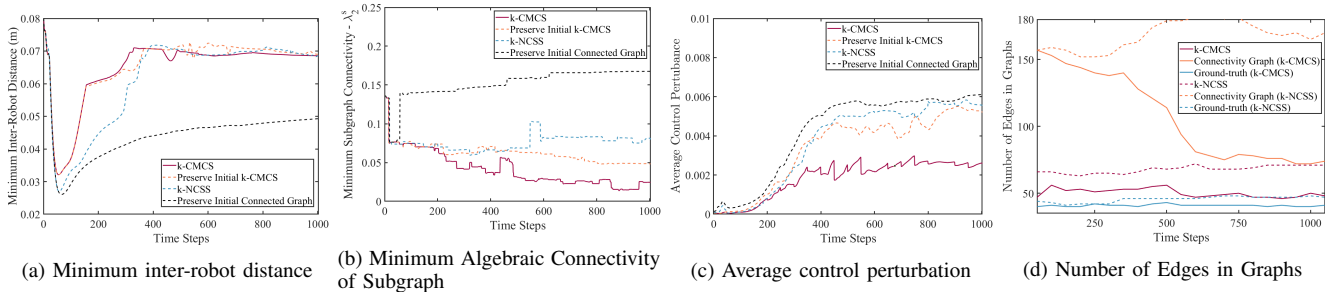 Minimum Inter-Robot Distance (m)
0.08
0.07
0.06
0.05
0.04
0.03
0.02
0
200
400
600
800
1000
Time Steps
k-CMCS
Preserve Initial k-CMCS
k-NCSS
Preserve Initial Connected Graph
(a) Minimum inter-robot distance
Minimum Subgraph Connectivity - λ₂ˢ
0.25
0.20
0.15
0.1
0.05
0
0
200
400
600
800
1000
Time Steps
k-CMCS
Preserve Initial k-CMCS
k-NCSS
Preserve Initial Connected Graph
(b) Minimum Algebraic Connectivity
of Subgraph
Average Control Pertubance
0.01
0.008
0.006
0.004
0.002
0
0
200
400
600
800
1000
Time Steps
k-CMCS
Preserve Initial k-CMCS
k-NCSS
Preserve Initial Connected Graph
(c) Average control perturbation
Number of Edges in Graphs
180
150
100
50
250
500
750
1000
Time Steps
k-CMCS
Connectivity Graph (k-CMCS)
Ground-truth (k-CMCS)
k-NCSS
Connectivity Graph (k-NCSS)
Ground-truth (k-NCSS)
(d) Number of Edges in Graphs